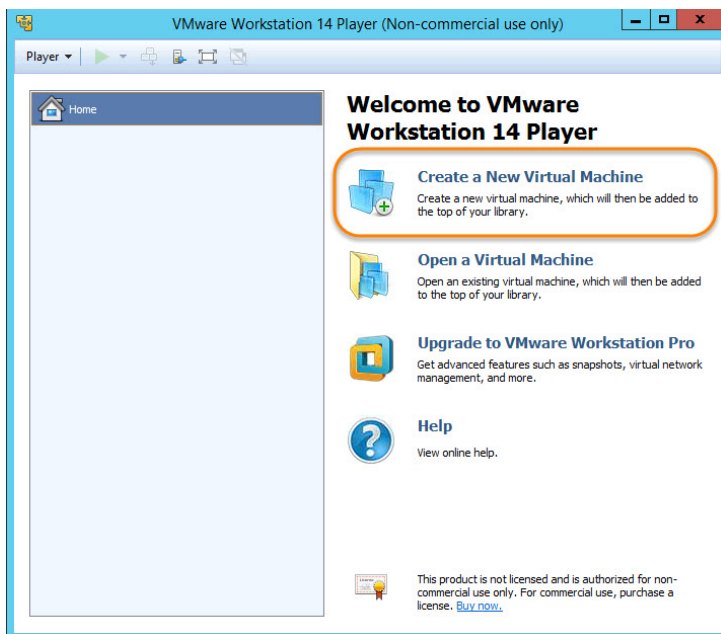 VMware Workstation 14 Player (Non-commercial use only)
Player
Home
Welcome to VMware
Workstation 14 Player
Create a New Virtual Machine
Create a new virtual machine, which will then be added to
the top of your library.
Open a Virtual Machine
Open an existing virtual machine, which will then be added
to the top of your library.
Upgrade to VMware Workstation Pro
Get advanced features such as snapshots, virtual network
management, and more.
Help
View online help.
This product is not licensed and is authorized for non-
commercial use only. For commercial use, purchase a
license. Buy now.